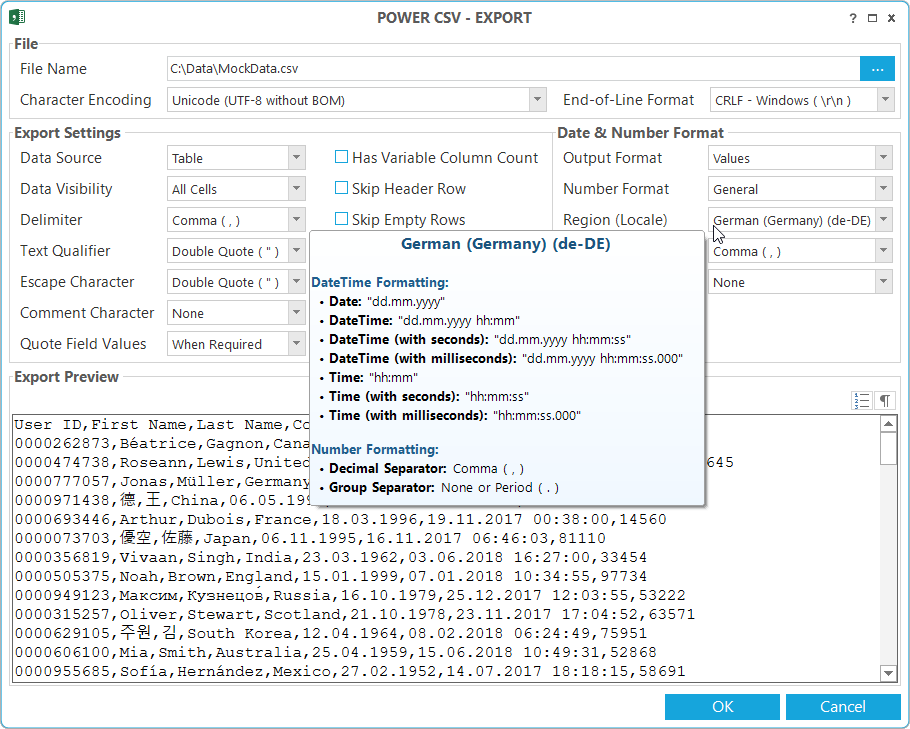 POWER CSV - EXPORT
?
File
File Name
C:\Data\MockData.csv
...
Character Encoding
Unicode (UTF-8 without BOM)
End-of-Line Format
CRLF - Windows ( \r\n )
Export Settings
Data Source
Table
Has Variable Column Count
Data Visibility
All Cells
Skip Header Row
Delimiter
Comma ( , )
Skip Empty Rows
Text Qualifier
Double Quote ( " )
Escape Character
Double Quote ( " )
Comment Character
None
Quote Field Values
When Required
Date & Number Format
Output Format
Values
Number Format
General
Region (Locale)
German (Germany) (de-DE)
Comma ( , )
None
German (Germany) (de-DE)
DateTime Formatting:
• Date: "dd.mm.yyyy"
• DateTime: "dd.mm.yyyy hh:mm"
• DateTime (with seconds): "dd.mm.yyyy hh:mm:ss"
• DateTime (with milliseconds): "dd.mm.yyyy hh:mm:ss.000"
• Time: "hh:mm"
• Time (with seconds): "hh:mm:ss"
• Time (with milliseconds): "hh:mm:ss.000"
Number Formatting:
• Decimal Separator: Comma ( , )
• Group Separator: None or Period ( . )
Export Preview
1
2
3
¶
User ID,First Name,Last Name,Co
0000262873,Béatrice,Gagnon,Cana
0000474738,Roseann,Lewis,United 645
0000777057,Jonas,Müller,Germany
0000971438,德,王,China,06.05.199
0000693446,Arthur,Dubois,France,18.03.1996,19.11.2017 00:38:00,14560
0000073703,優空,佐藤,Japan,06.11.1995,16.11.2017 06:46:03,81110
0000356819,Vivaan,Singh,India,23.03.1962,03.06.2018 16:27:00,33454
0000505375,Noah,Brown,England,15.01.1999,07.01.2018 10:34:55,97734
0000949123,Максим,Кузнецо́в,Russia,16.10.1979,25.12.2017 12:03:55,53222
0000315257,Oliver,Stewart,Scotland,21.10.1978,23.11.2017 17:04:52,63571
0000629105,주원,김,South Korea,12.04.1964,08.02.2018 06:24:49,75951
0000606100,Mia,Smith,Australia,25.04.1959,15.06.2018 10:49:31,52868
0000955685,Sofía,Hernández,Mexico,27.02.1952,14.07.2017 18:18:15,58691
OK
Cancel